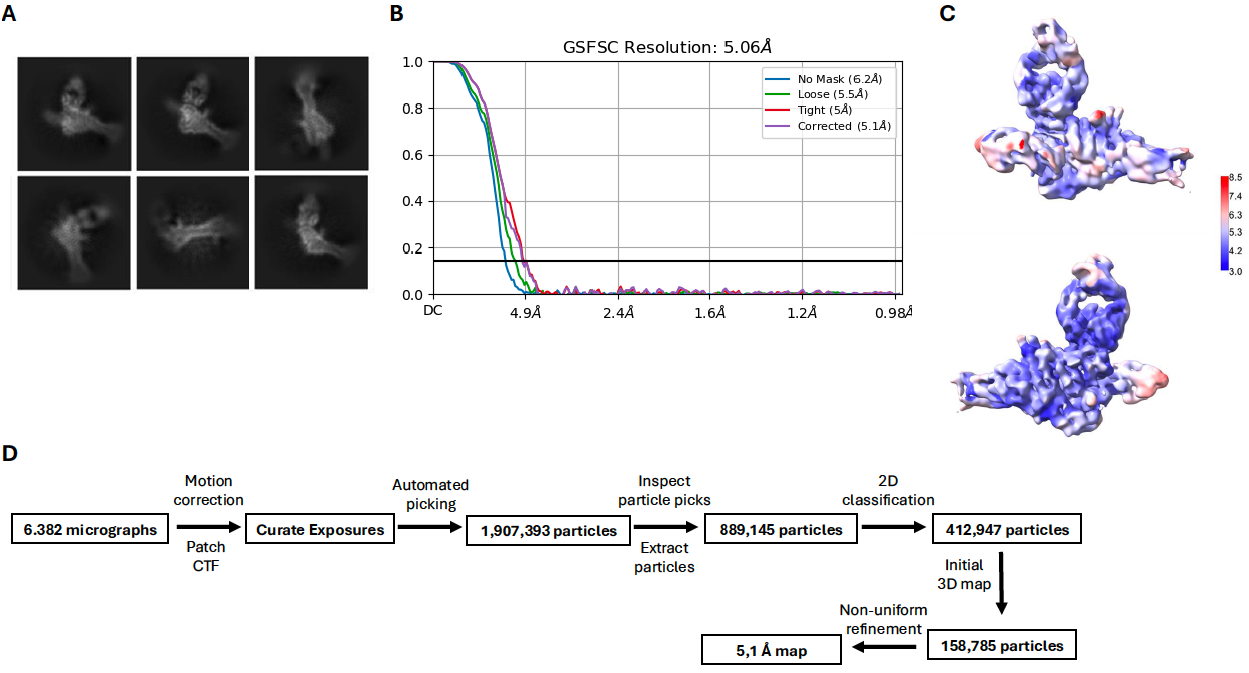 A
B
C
GSFSC Resolution: 5.06Å
1.0
0.8
0.6
0.4
0.2
0.0
No Mask (6.2Å)
Loose (5.5Å)
Tight (5Å)
Corrected (5.1Å)
DC
4.9Å
2.4Å
1.6Å
1.2Å
0.98Å
8.5
7.4
6.3
5.3
4.2
3.0
D
Motion
correction
Automated
picking
Inspect
particle picks
2D
classification
6.382 micrographs
Curate Exposures
1,907,393 particles
889,145 particles
412,947 particles
Patch
CTF
Extract
particles
Initial
3D map
Non-uniform
refinement
5,1 Å map
158,785 particles